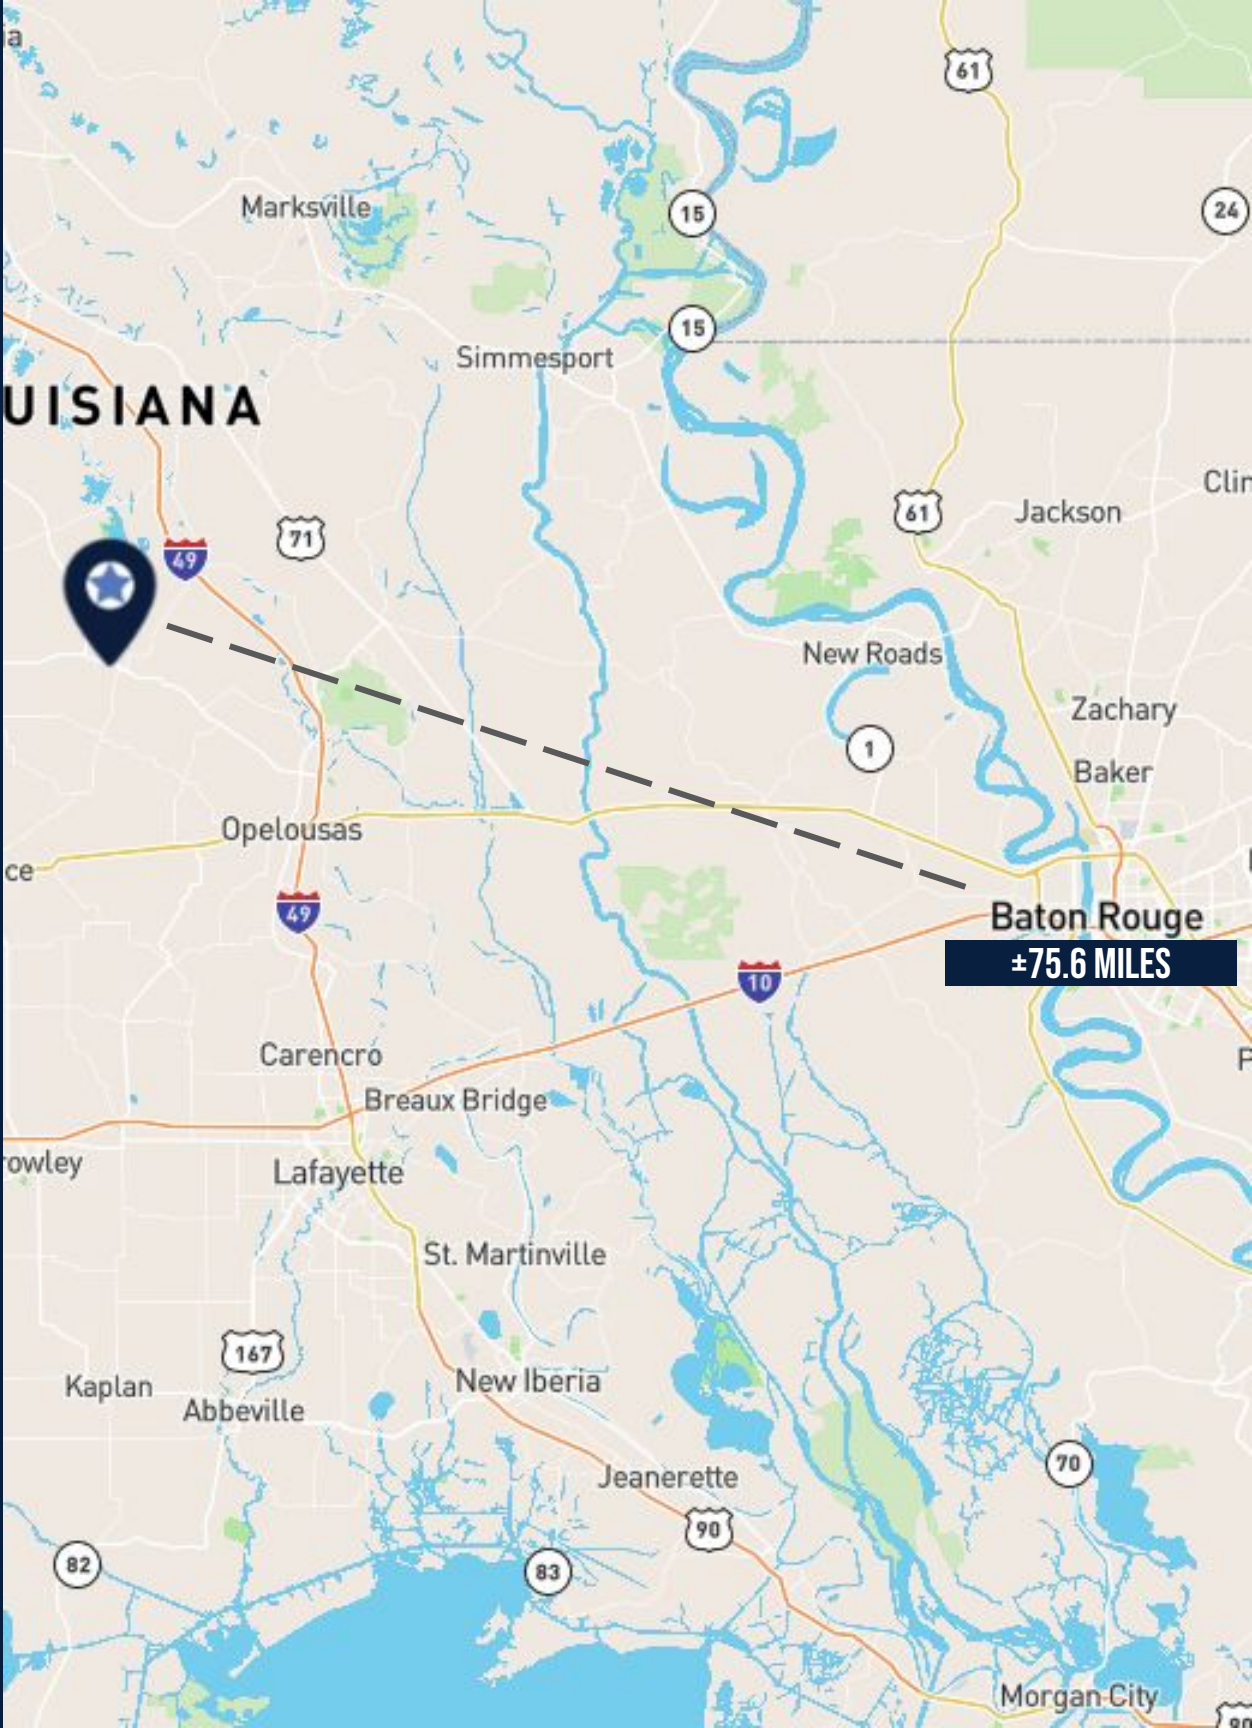 ia
61
15
24
Marksville
15
Simmesport
UISIANA
Clin
61
Jackson
71
49
New Roads
Zachary
1
Baker
Opelousas
ce
49
Baton Rouge
±75.6 MILES
10
Carencro
P
Breaux Bridge
rowley
Lafayette
St. Martinville
167
Kaplan
New Iberia
Abbeville
70
Jeanerette
90
82
83
Morgan City
90